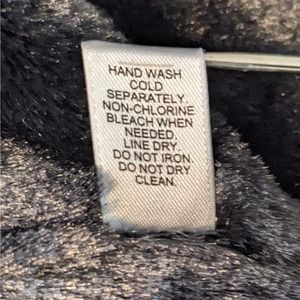 HAND WASH
COLD
SEPARATELY.
NON-CHLORINE
BLEACH WHEN
NEEDED.
LINE DRY.
DO NOT IRON.
DO NOT DRY
CLEAN.